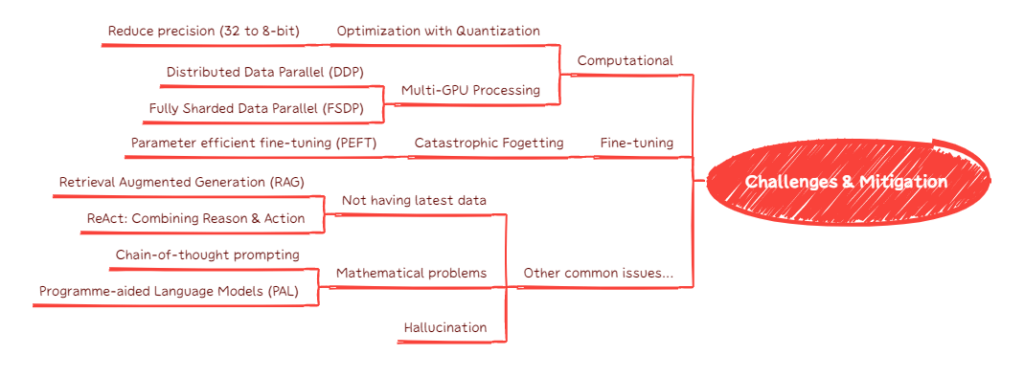 Reduce precision (32 to 8-bit)
Optimization with Quantization
Computational
Distributed Data Parallel (DDP)
Multi-GPU Processing
Fully Sharded Data Parallel (FSDP)
Parameter efficient fine-tuning (PEFT)
Catastrophic Fogetting
Fine-tuning
Challenges & Mitigation
Retrieval Augmented Generation (RAG)
Not having latest data
ReAct: Combining Reason & Action
Chain-of-thought prompting
Mathematical problems
Other common issues...
Programme-aided Language Models (PAL)
Hallucination